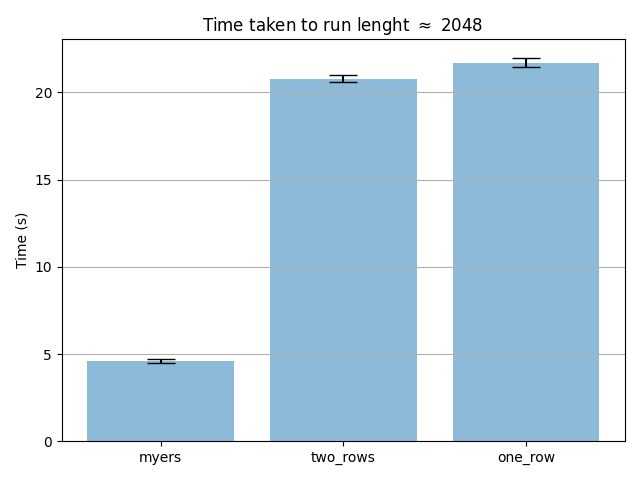 Time taken to run lenght ≈ 2048
Time (s)
20
15
10
5
0
myers
two_rows
one_row